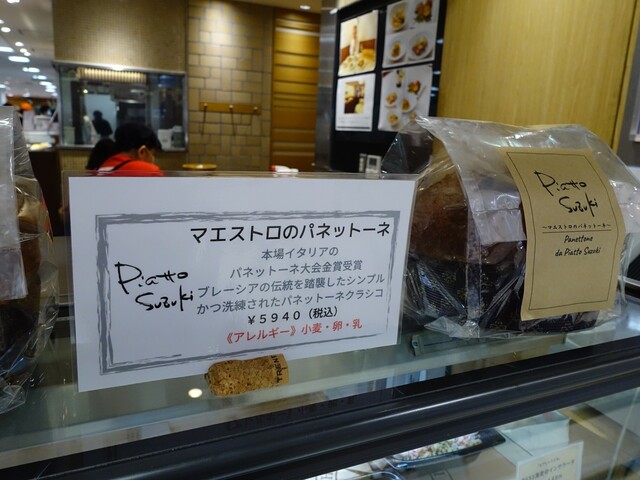 マエストロのパネットーネ
本場イタリアの
パネットーネ大会金賞受賞
ブレーシアの伝統を踏襲したシンプル
かつ洗練されたパネットーネクラシコ
¥5940（税込）
《アレルギー》小麦・卵・乳
Piatto
Suzuki
Piatto
Suzuki
～マエストロのパネットーネ～
Panettone
da Piatto Suzuki